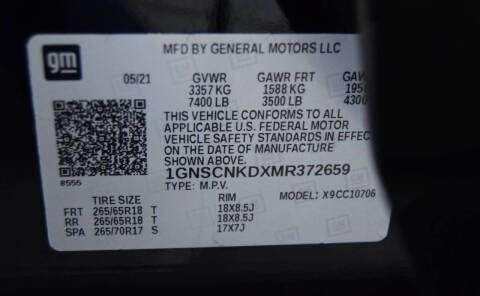 gm
MFD BY GENERAL MOTORS LLC
05/21 GVWR GAWR FRT
3357 KG 1588 KG
7400 LB 3500 LB
THIS VEHICLE CONFORMS TO ALL
APPLICABLE U.S. FEDERAL MOTOR
VEHICLE SAFETY STANDARDS IN EFFECT
ON THE DATE OF MANUFACTURE
SHOWN ABOVE.
8555 1GNSCNKDXMR372659
TYPE: M.P.V. MODEL: X9CC10706
TIRE SIZE RIM
FRT 265/65R18 T 18X8.5J
RR 265/65R18 T 18X8.5J
SPA 265/70R17 S 17X7J